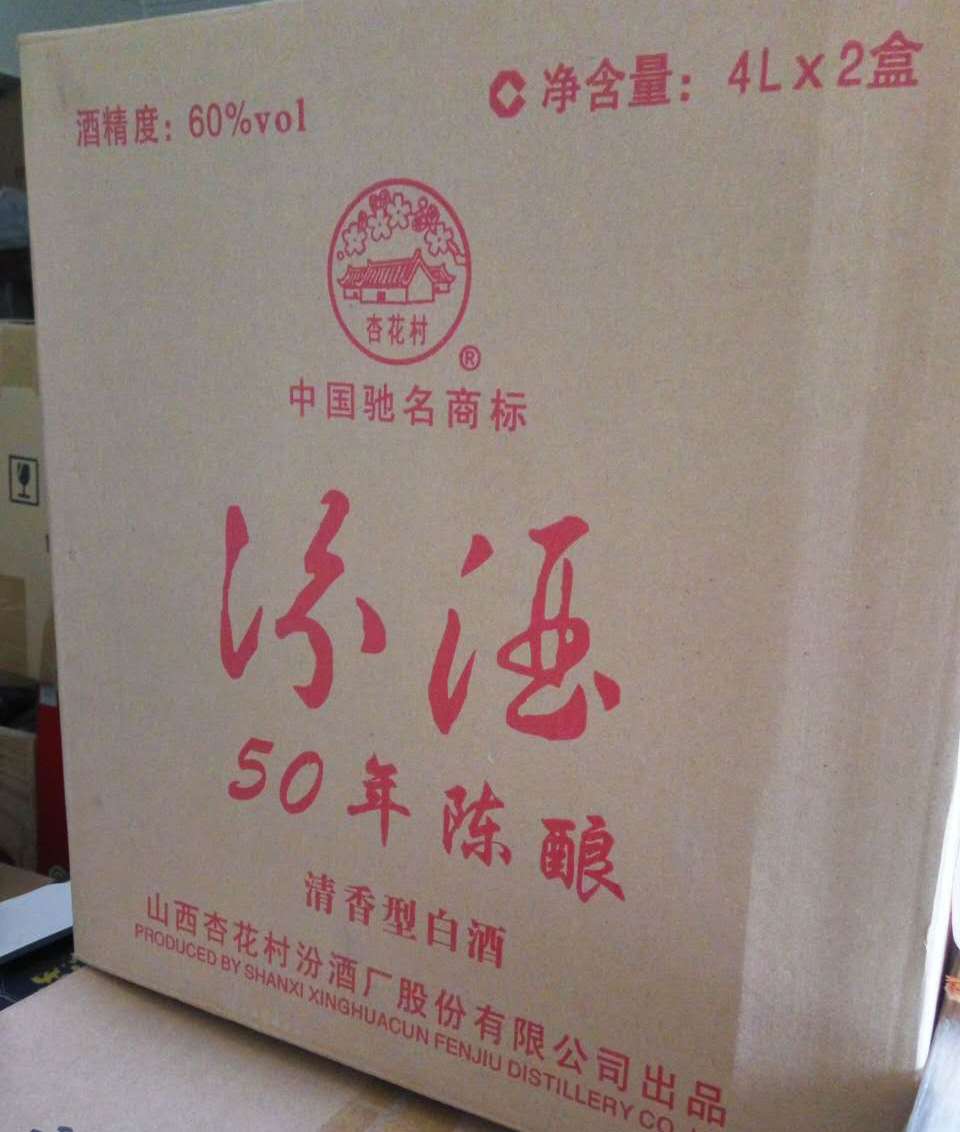 酒精度：60%vol
净含量：4L×2盒
杏花村
®
中国驰名商标
汾酒
50年陈酿
清香型白酒
山西杏花村汾酒厂股份有限公司出品
PRODUCED BY SHANXI XINGHUACUN FENJIU DISTILLERY CO.,